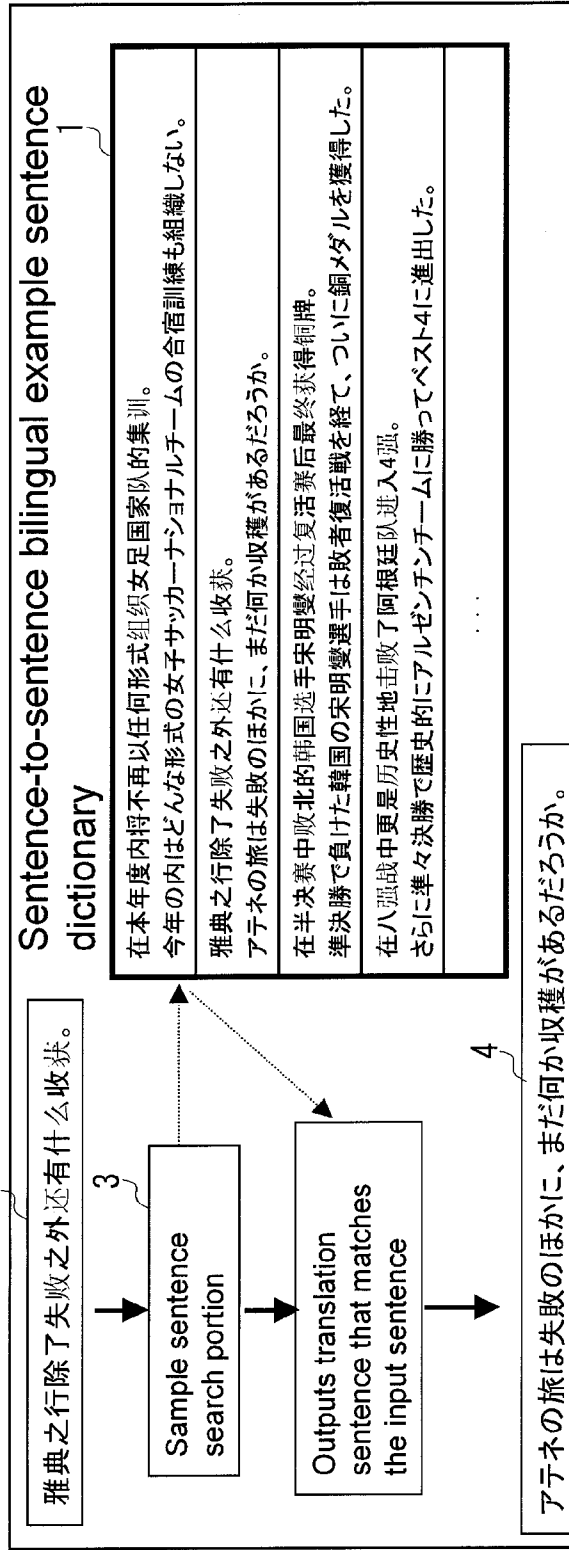 雅典之行除了失败之外还有什么收获。
3
Sample sentence
search portion
Outputs translation
sentence that matches
the input sentence
Sentence-to-sentence bilingual example sentence
dictionary
1
在本年度内将不再以任何形式组织女足国家队的集训。
今年の内はどんな形式の女子サッカーナショナルチームの合宿訓練も組織しない。
雅典之行除了失败之外还有什么收获。
アテネの旅は失敗のほかに、まだ何か収穫があるだろうか。
在半决赛中败北的韩国选手宋明燮经过复活赛后最终获得铜牌。
準決勝で負けた韓国の宋明燮選手は敗者復活戦を経て、ついに銅メダルを獲得した。
在八强战中更是历史性地击败了阿根廷队进入4强。
さらに準々決勝で歴史的にアルゼンチンチームに勝ってベスト4に進出した。
....
4
アテネの旅は失敗のほかに、まだ何か収穫があるだろうか。